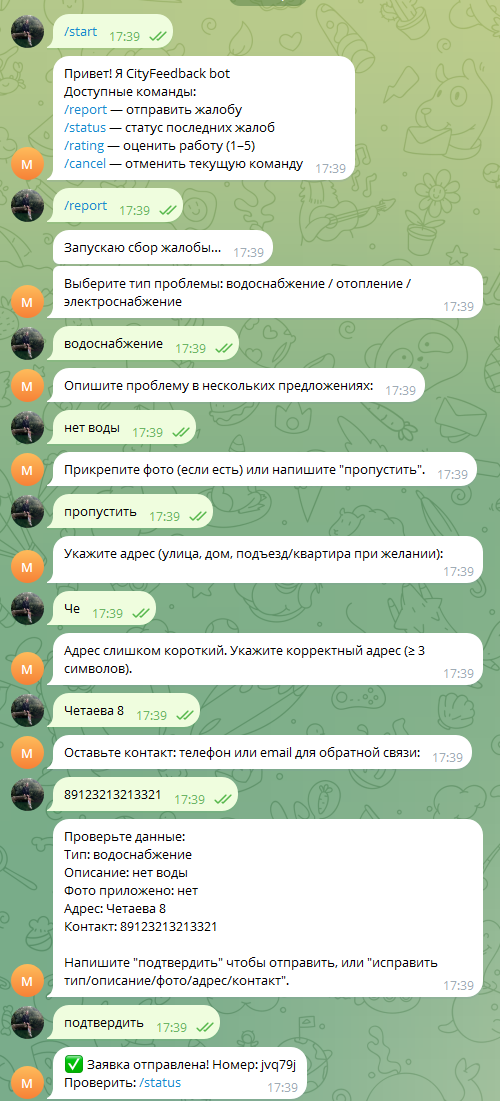 /start 17:39
Привет! Я CityFeedback bot
Доступные команды:
/report — отправить жалобу
/status — статус последних жалоб
/rating — оценить работу (1–5)
/cancel — отменить текущую команду 17:39
М
/report 17:39
Запускаю сбор жалобы... 17:39
Выберите тип проблемы: водоснабжение / отопление /
электроснабжение 17:39
М
водоснабжение 17:39
Опишите проблему в нескольких предложениях: 17:39
М
нет воды 17:39
Прикрепите фото (если есть) или напишите "пропустить". 17:39
М
пропустить 17:39
Укажите адрес (улица, дом, подъезд/квартира при желании):
17:39
М
Че 17:39
Адрес слишком короткий. Укажите корректный адрес (≥ 3
символов). 17:39
М
Четаева 8 17:39
Оставьте контакт: телефон или email для обратной связи: 17:39
М
89123213213321 17:39
Проверьте данные:
Тип: водоснабжение
Описание: нет воды
Фото приложено: нет
Адрес: Четаева 8
Контакт: 89123213213321
Напишите "подтвердить" чтобы отправить, или "исправить
тип/описание/фото/адрес/контакт". 17:39
М
подтвердить 17:39
✅ Заявка отправлена! Номер: jvq79j
Проверить: /status 17:39
М